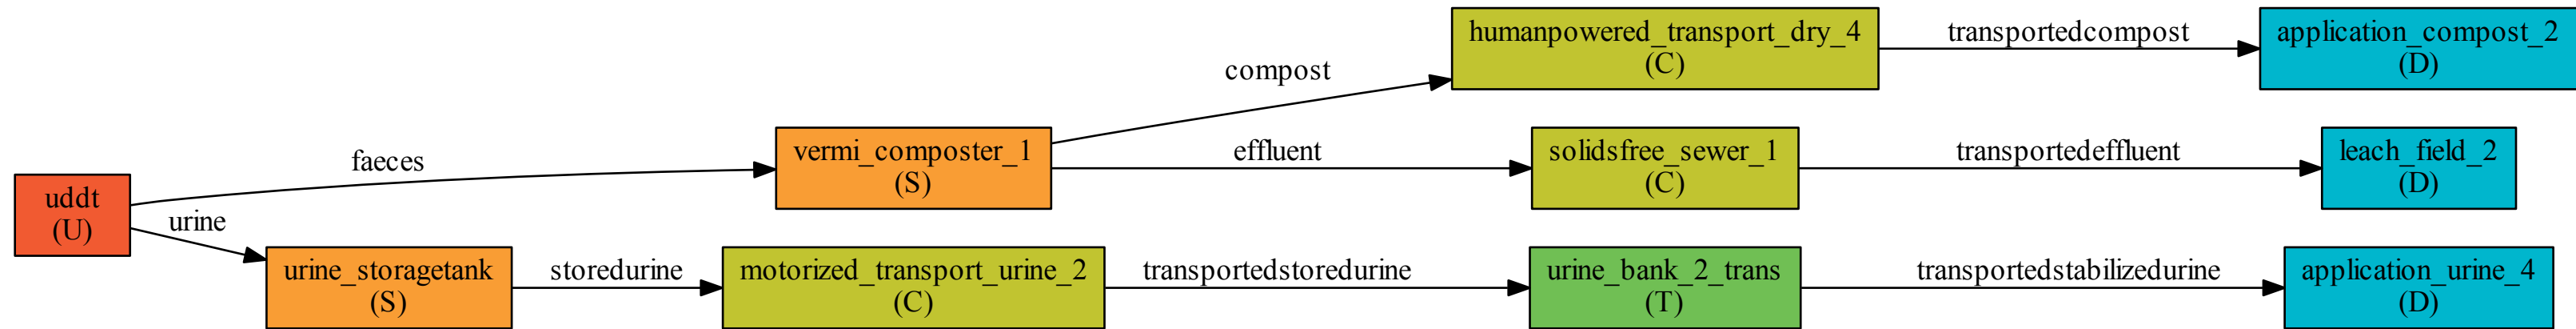 uddt
(U)
faeces
urine
urine_storagetank
(S)
storedurine
vermi_composter_1
(S)
motorized_transport_urine_2
(C)
compost
effluent
transportedstoredurine
humanpowered_transport_dry_4
(C)
solidsfree_sewer_1
(C)
urine_bank_2_trans
(T)
transportedcompost
transportedeffluent
transportedstabilizedurine
application_compost_2
(D)
leach_field_2
(D)
application_urine_4
(D)